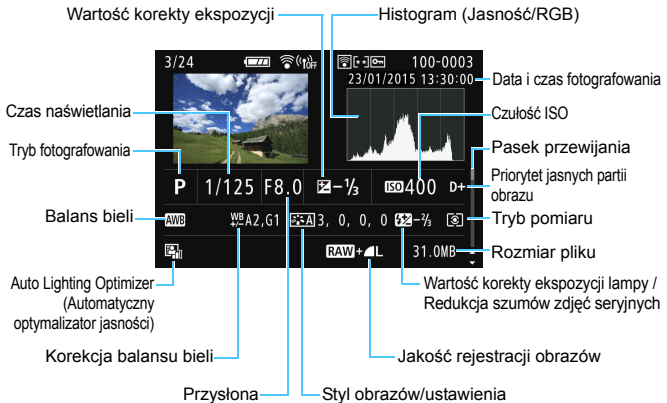 Wartość korekty ekspozycji
Histogram (Jasność/RGB)
3/24
OFF
100-0003
23/01/2015 13:30:00
Data i czas fotografowania
Czas naświetlania
Czułość ISO
Tryb fotografowania
Pasek przewijania
P 1/125 F8.0 -⅓ ISO 400 D+
Priorytet jasnych partii
obrazu
Balans bieli
AWB WB +/- A2,G1 A 3, 0, 0, 0 -⅔
Tryb pomiaru
RAW+L 31.0MB
Rozmiar pliku
Auto Lighting Optimizer
(Automatyczny
optymalizator jasności)
Wartość korekty ekspozycji lampy /
Redukcja szumów zdjęć seryjnych
Korekcja balansu bieli
Jakość rejestracji obrazów
Przysłona
Styl obrazów/ustawienia